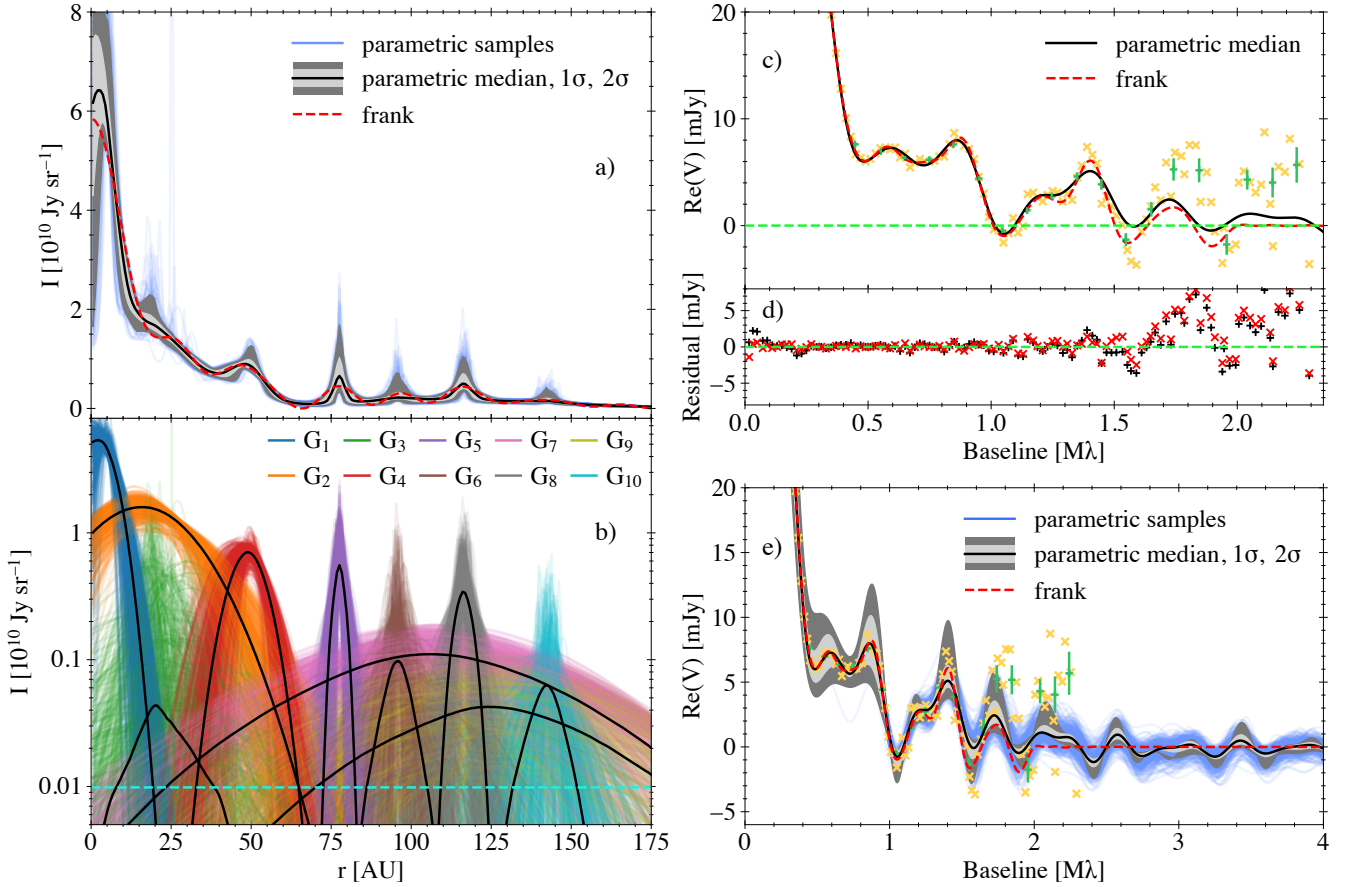 8
6
4
2
0
I [10¹⁰ Jy sr⁻¹]
parametric samples
parametric median, 1σ, 2σ
frank
a)
G₁ G₃ G₅ G₇ G₉
G₂ G₄ G₆ G₈ G₁₀
b)
1
0.1
0.01
I [10¹⁰ Jy sr⁻¹]
0 25 50 75 100 125 150 175
r [AU]
20
15
10
5
0
Re(V) [mJy]
c)
parametric median
frank
d)
5
0
−5
Residual [mJy]
0.0 0.5 1.0 1.5 2.0
Baseline [Mλ]
20
15
10
5
0
−5
Re(V) [mJy]
e)
parametric samples
parametric median, 1σ, 2σ
frank
0 1 2 3 4
Baseline [Mλ]